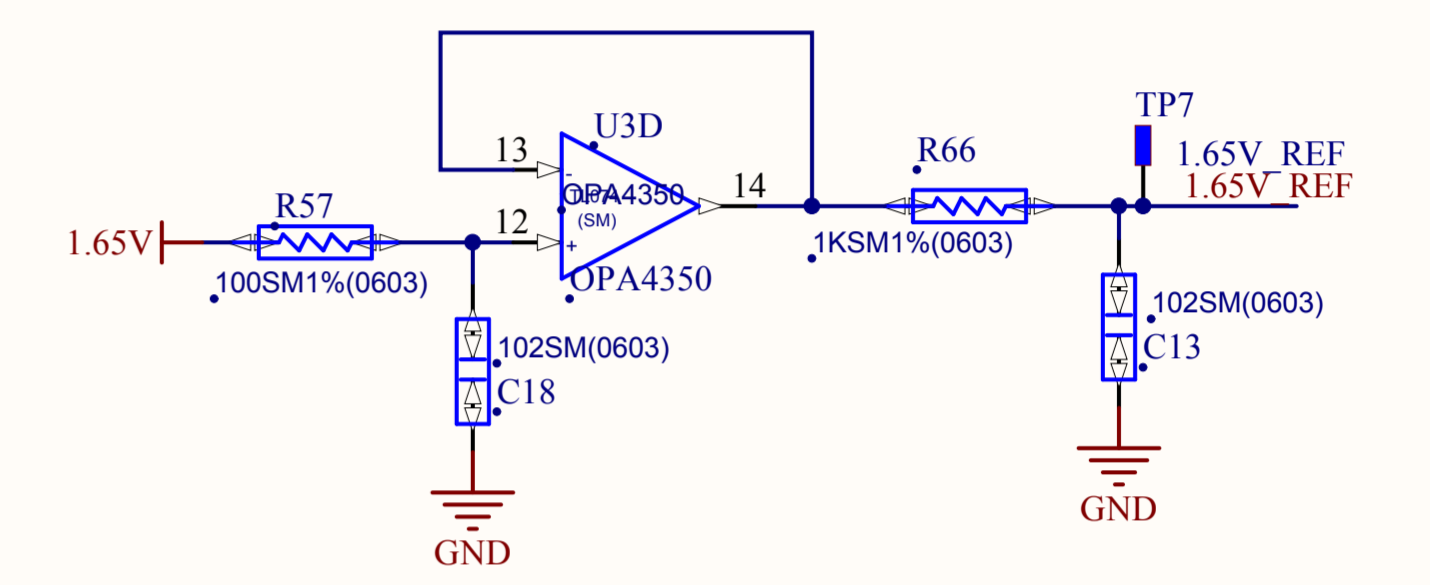 TP7
U3D
R66
1.65V_REF
13
14
1.65V_REF
OPA4350
R57
12
(SM)
-
+
1.65V
1KSM1%(0603)
100SM1%(0603)
OPA4350
102SM(0603)
C13
102SM(0603)
C18
GND
GND